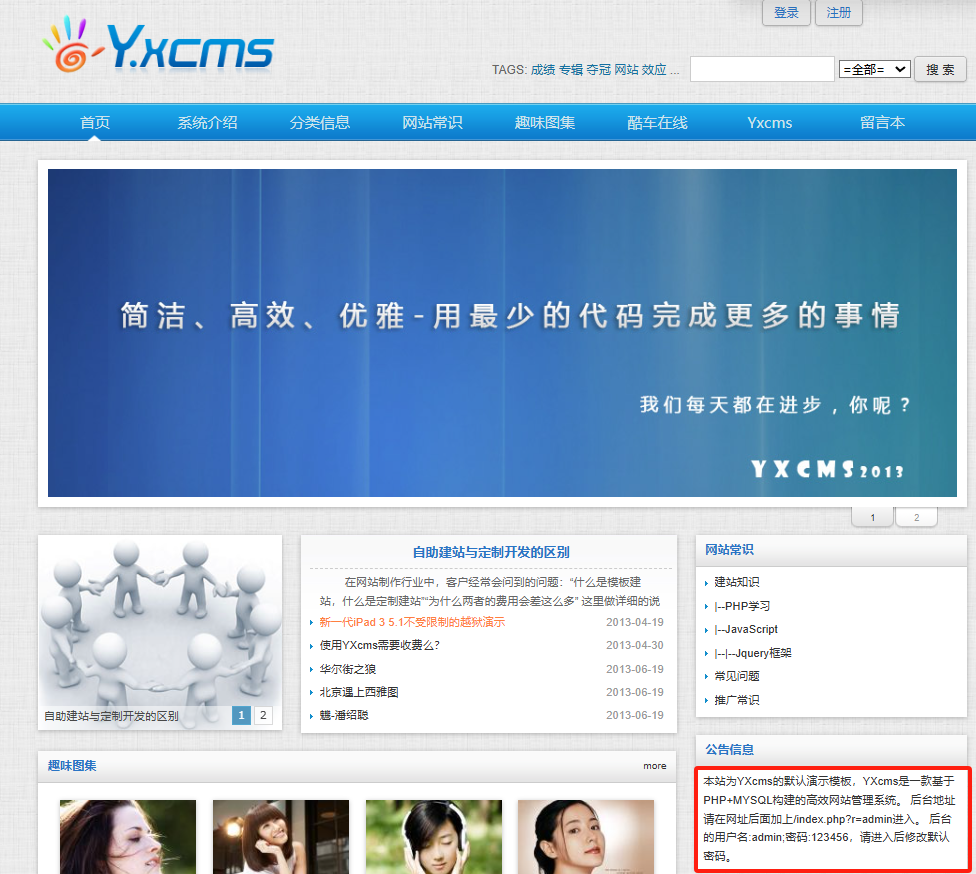 登录 注册
Y.xcms
TAGS: 成绩 专辑 夺冠 网站 效应 ... =全部= 搜 索
首页 系统介绍 分类信息 网站常识 趣味图集 酷车在线 Yxcms 留言本
简洁、高效、优雅-用最少的代码完成更多的事情
我们每天都在进步，你呢？
YXCMS2013
1 2
自助建站与定制开发的区别
1 2
自助建站与定制开发的区别
在网站制作行业中，客户经常会问到的问题：“什么是模板建
站，什么是定制建站”“为什么两者的费用会差这么多” 这里做详细的说
新一代iPad 3 5.1不受限制的越狱演示 2013-04-19
使用YXcms需要收费么? 2013-04-30
华尔街之狼 2013-06-19
北京遇上西雅图 2013-06-19
魑-潘绍聪 2013-06-19
网站常识
建站知识
|--PHP学习
|--JavaScript
|--|--Jquery框架
常见问题
推广常识
趣味图集 more
公告信息
本站为YXcms的默认演示模板，YXcms是一款基于
PHP+MYSQL构建的高效网站管理系统。 后台地址
请在网址后面加上/index.php?r=admin进入。 后台
的用户名:admin;密码:123456，请进入后修改默认
密码。